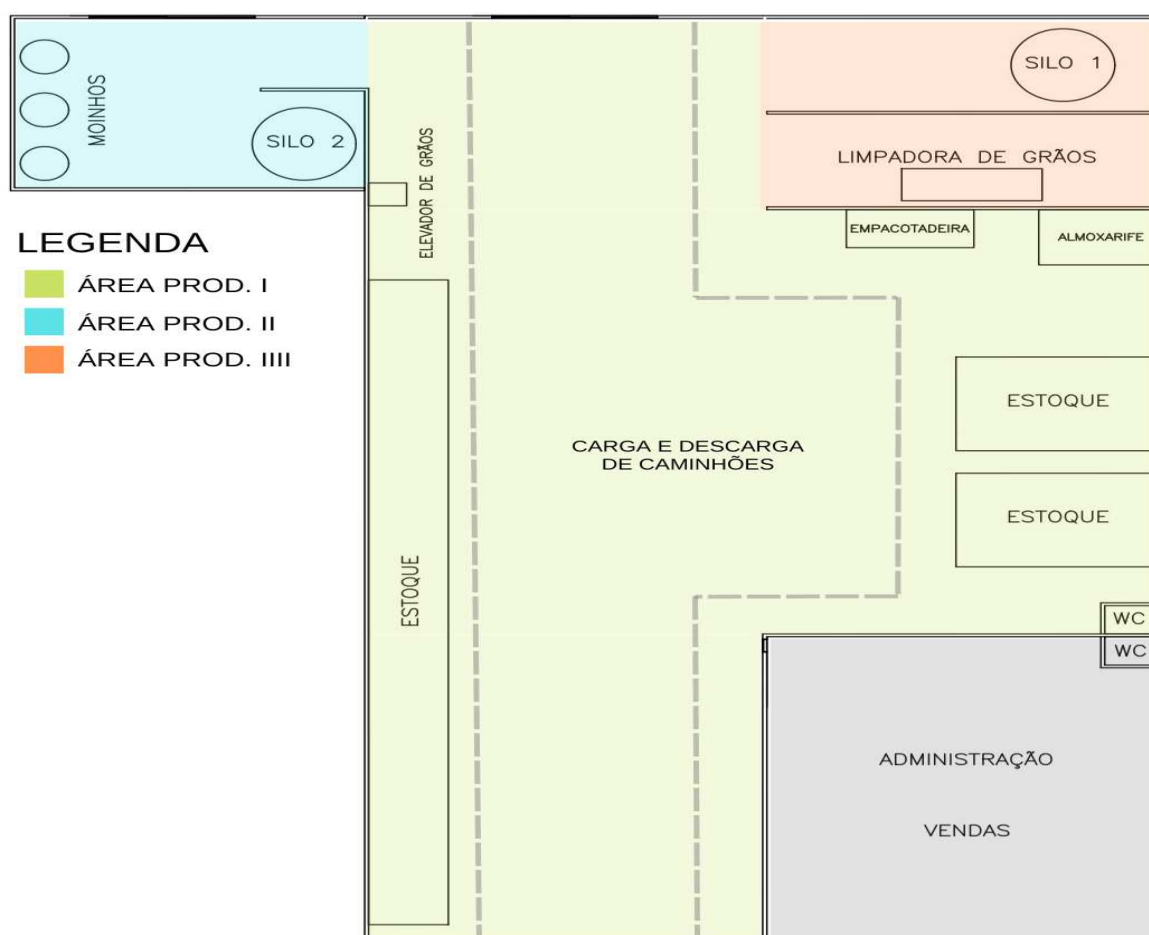 SILO 1
MOINHOS
SILO 2
ELEVADOR DE GRÃOS
LIMPADORA DE GRÃOS
EMPACOTADEIRA
ALMOXARIFE
LEGENDA
ÁREA PROD. I
ÁREA PROD. II
ÁREA PROD. IIII
ESTOQUE
CARGA E DESCARGA
DE CAMINHÕES
ESTOQUE
ESTOQUE
WC
WC
ADMINISTRAÇÃO
VENDAS